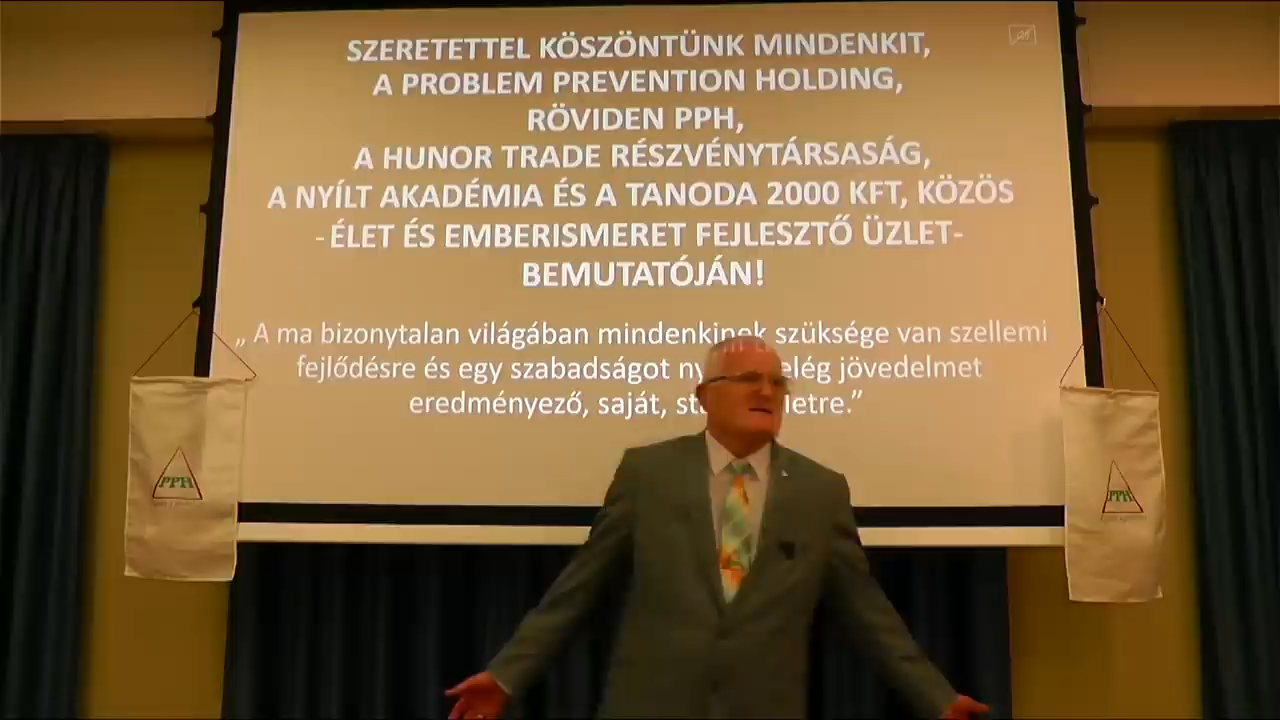 SZERETETTEL KÖSZÖNTÜNK MINDENKIT,
A PROBLEM PREVENTION HOLDING,
RÖVIDEN PPH,
A HUNOR TRADE RÉSZVÉNYTÁRSASÁG,
A NYÍLT AKADÉMIA ÉS A TANODA 2000 KFT, KÖZÖS
-ÉLET ÉS EMBERISMERET FEJLESZTŐ ÜZLET-
BEMUTATÓJÁN!
„ A ma bizonytalan világában mindenkinek szüksége van szellemi
fejlődésre és egy szabadságot elég jövedelmet
eredményező, saját,
PPH
PPH